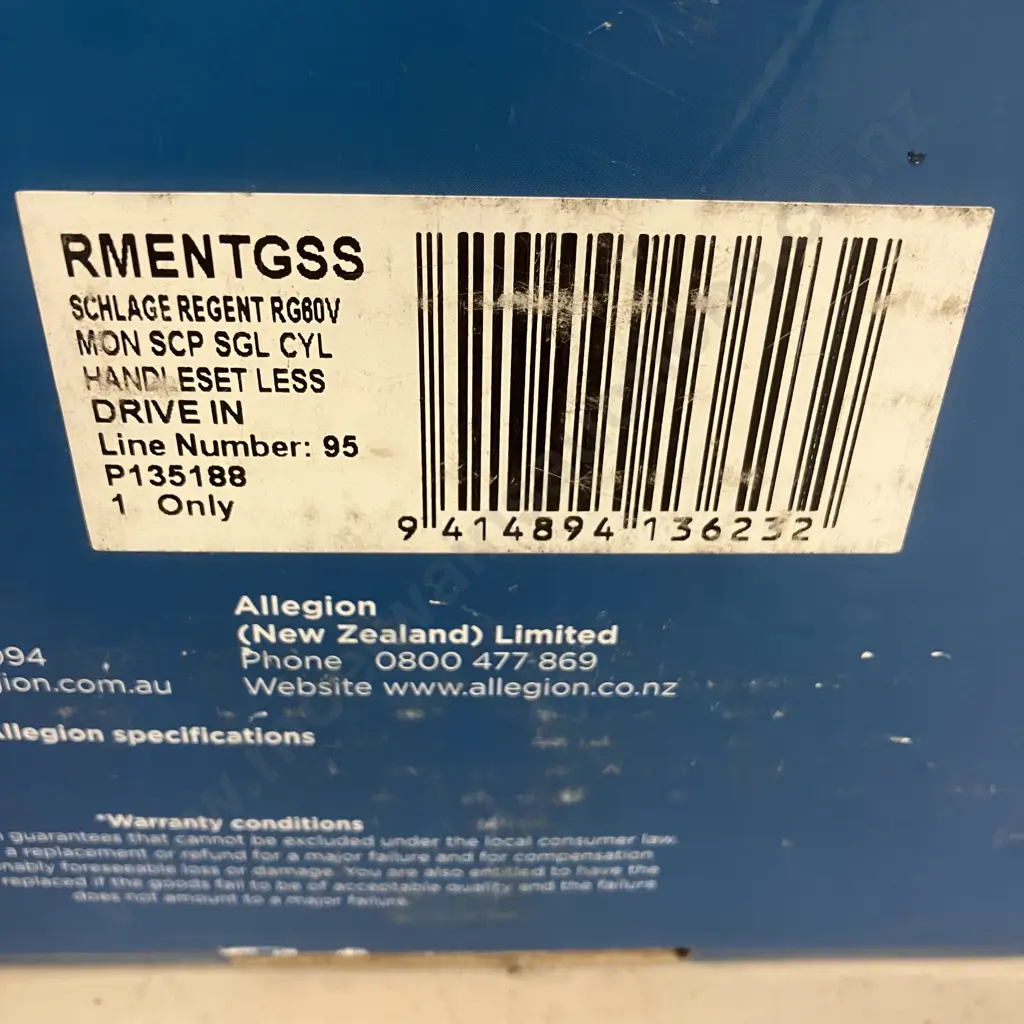 RMENTGSS
SCHLAGE REGENT RG60V
MON SCP SGL CYL
HANDLESET LESS
DRIVE IN
Line Number: 95
P135188
1 Only
9 414894 136232
Allegion
(New Zealand) Limited
Phone 0800 477 869
Website www.allegion.co.nz
94
ion.com.au
llegion specifications
*Warranty conditions
guarantees that cannot be excluded under the local consumer law.
a replacement or refund for a major failure and for compensation
nably foreseeable loss or damage. You are also entitled to have the
replaced if the goods fail to be of acceptable quality and the failure
does not amount to a major failure.